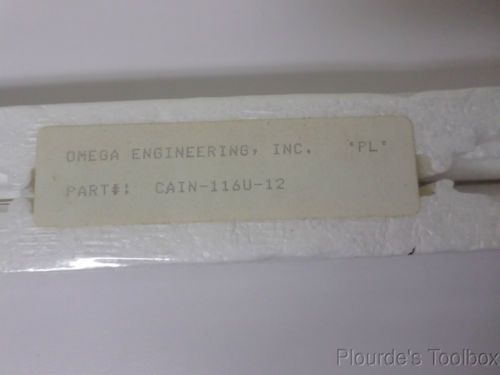 OMEGA ENGINEERING, INC. "PL"
PART#: CAIN-116U-12
Plourde's Toolbox